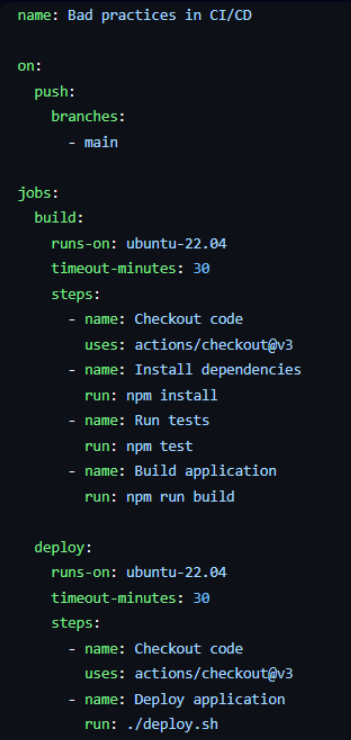 name: Bad practices in CI/CD
on:
push:
branches:
- main
jobs:
build:
runs-on: ubuntu-22.04
timeout-minutes: 30
steps:
- name: Checkout code
uses: actions/checkout@v3
- name: Install dependencies
run: npm install
- name: Run tests
run: npm test
- name: Build application
run: npm run build
deploy:
runs-on: ubuntu-22.04
timeout-minutes: 30
steps:
- name: Checkout code
uses: actions/checkout@v3
- name: Deploy application
run: ./deploy.sh